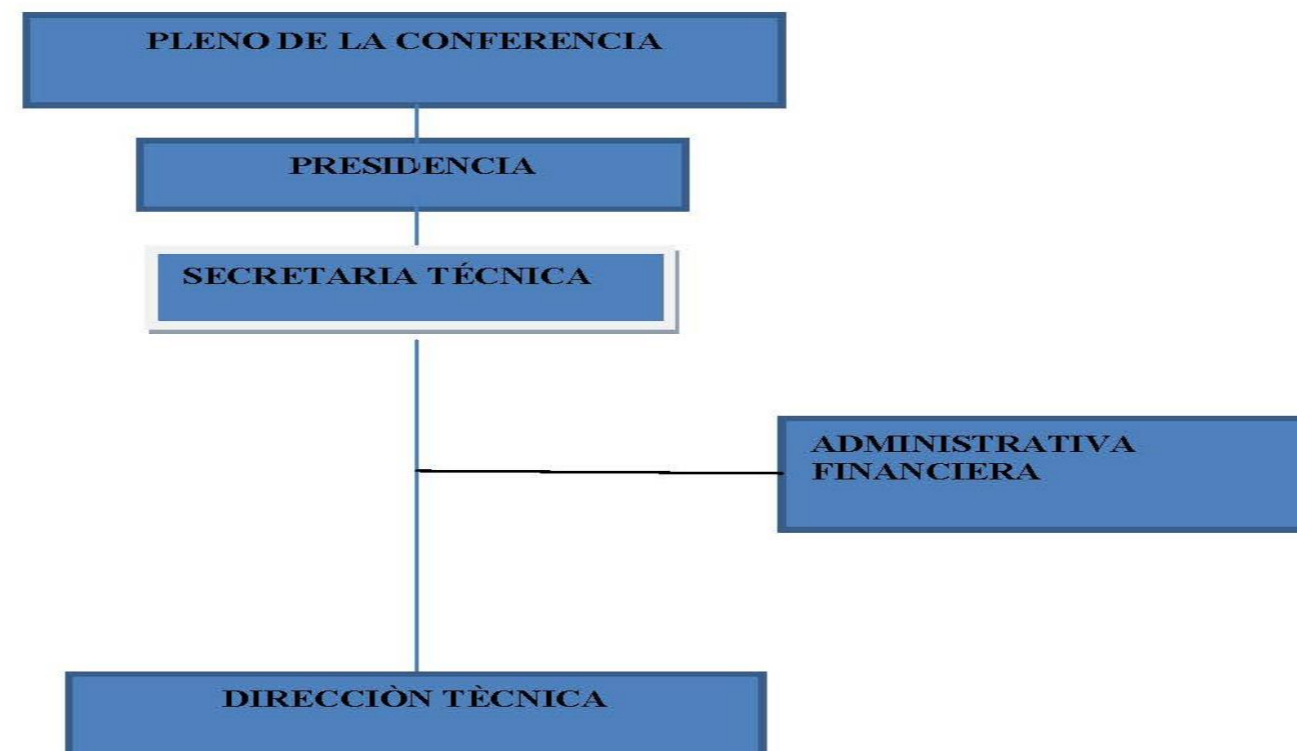 PLENO DE LA CONFERENCIA
PRESIDENCIA
SECRETARIA TÉCNICA
ADMINISTRATIVA
FINANCIERA
DIRECCIÒN TÈCNICA